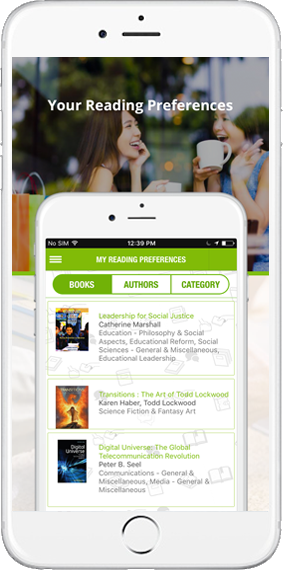 Your Reading Preferences
No SIM 12:39 PM
MY READING PREFERENCES
BOOKS AUTHORS CATEGORY
Leadership for Social Justice
Catherine Marshall
Education - Philosophy & Social
Aspects, Educational Reform, Social
Sciences - General & Miscellaneous,
Educational Leadership
Transitions : The Art of Todd Lockwood
Karen Haber, Todd Lockwood
Science Fiction & Fantasy Art
Digital Universe: The Global
Telecommunication Revolution
Peter B. Seel
Communications - General &
Miscellaneous, Media - General &
Miscellaneous
Digital
Universe